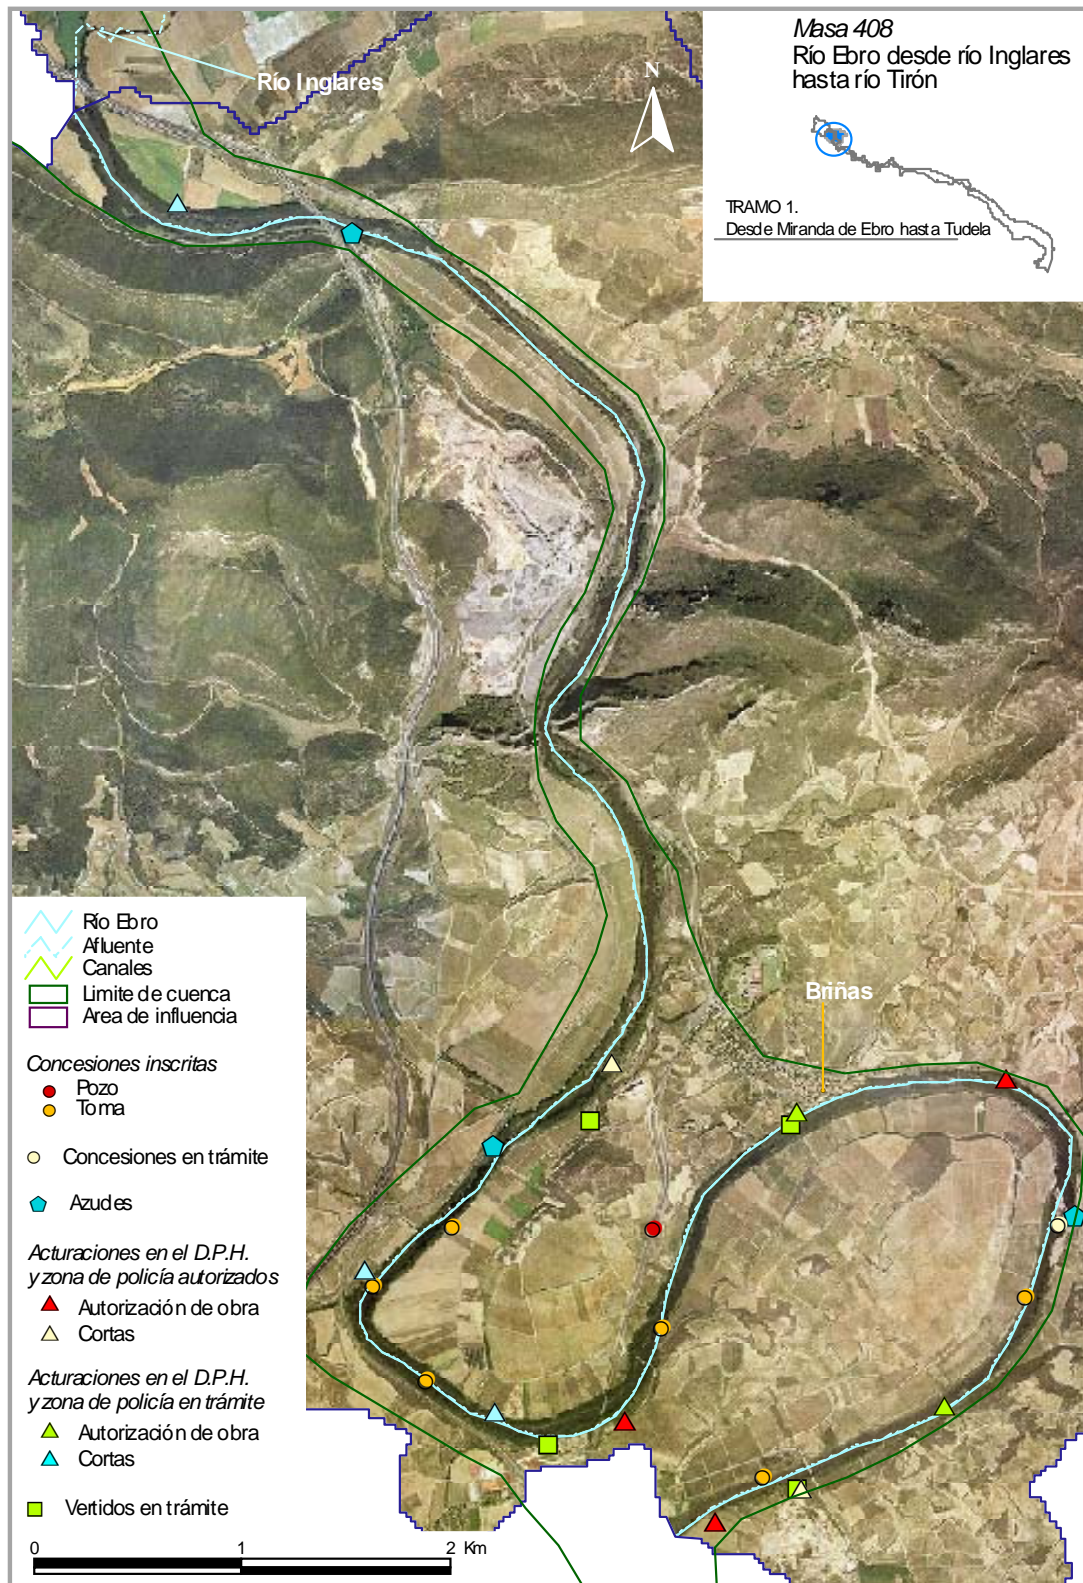 Masa 408
Río Ebro desde río Inglares
hasta río Tirón
TRAMO 1.
Desde Miranda de Ebro hasta Tudela
N
Río Inglares
Briñas
Río Ebro
Afluente
Canales
Limite de cuenca
Area de influencia
Concesiones inscritas
Pozo
Toma
Concesiones en trámite
Azudes
Acturaciones en el D.P.H.
y zona de policía autorizados
Autorización de obra
Cortas
Acturaciones en el D.P.H.
y zona de policía en trámite
Autorización de obra
Cortas
Vertidos en trámite
0 1 2 Km